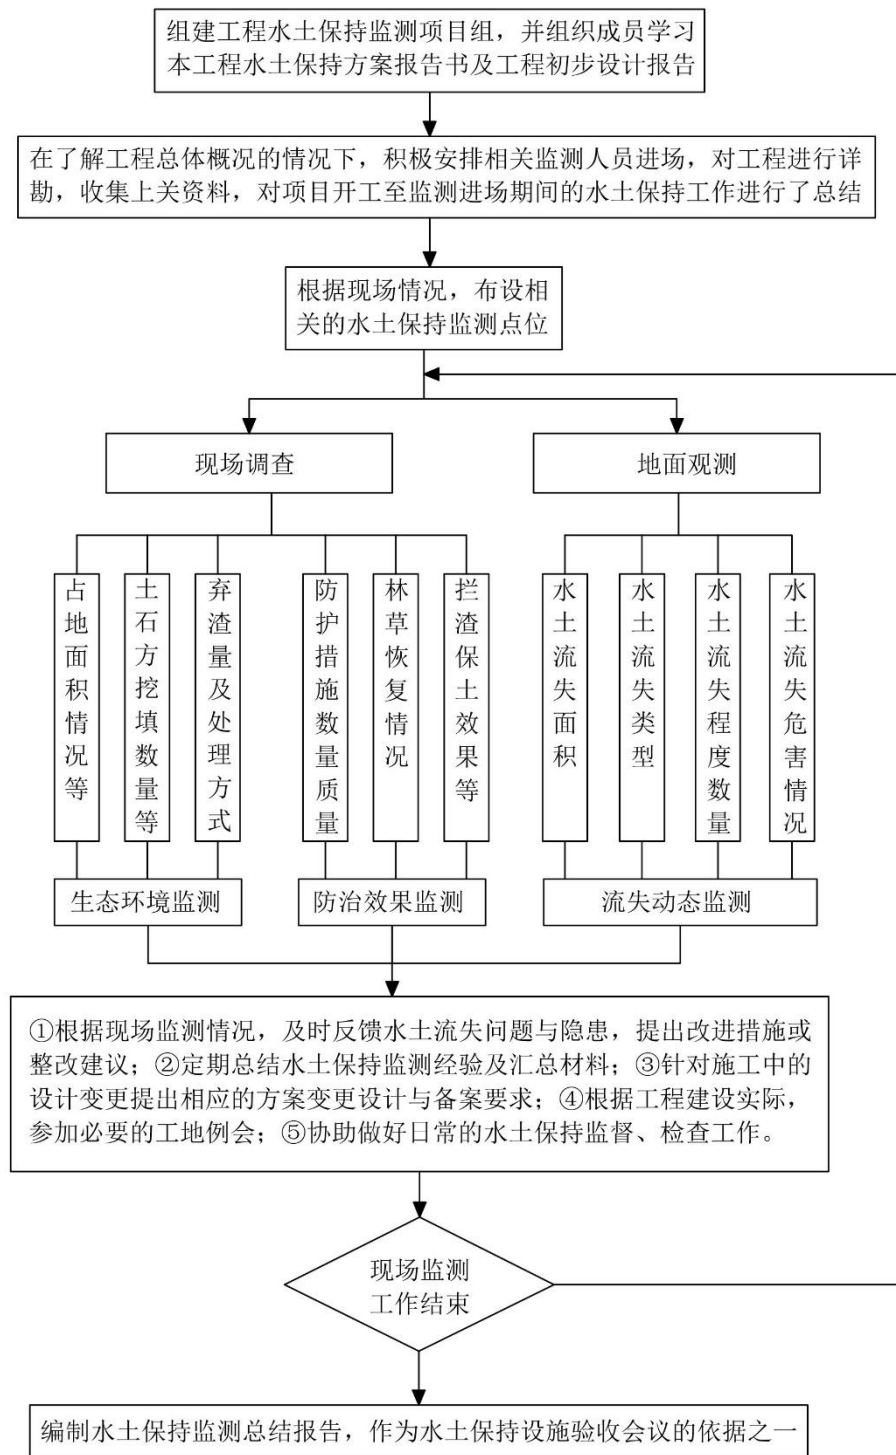 组建工程水土保持监测项目组，并组织成员学习
本工程水土保持方案报告书及工程初步设计报告
在了解工程总体概况的情况下，积极安排相关监测人员进场，对工程进行详
勘，收集上关资料，对项目开工至监测进场期间的水土保持工作进行了总结
根据现场情况，布设相
关的水土保持监测点位
现场调查
地面观测
占地面积情况等
土石方挖填数量等
弃渣量及处理方式
防护措施数量质量
林草恢复情况
拦渣保土效果等
水土流失面积
水土流失类型
水土流失程度数量
水土流失危害情况
生态环境监测
防治效果监测
流失动态监测
①根据现场监测情况，及时反馈水土流失问题与隐患，提出改进措施或
整改建议；②定期总结水土保持监测经验及汇总材料；③针对施工中的
设计变更提出相应的方案变更设计与备案要求；④根据工程建设实际，
参加必要的工地例会；⑤协助做好日常的水土保持监督、检查工作。
现场监测
工作结束
编制水土保持监测总结报告，作为水土保持设施验收会议的依据之一